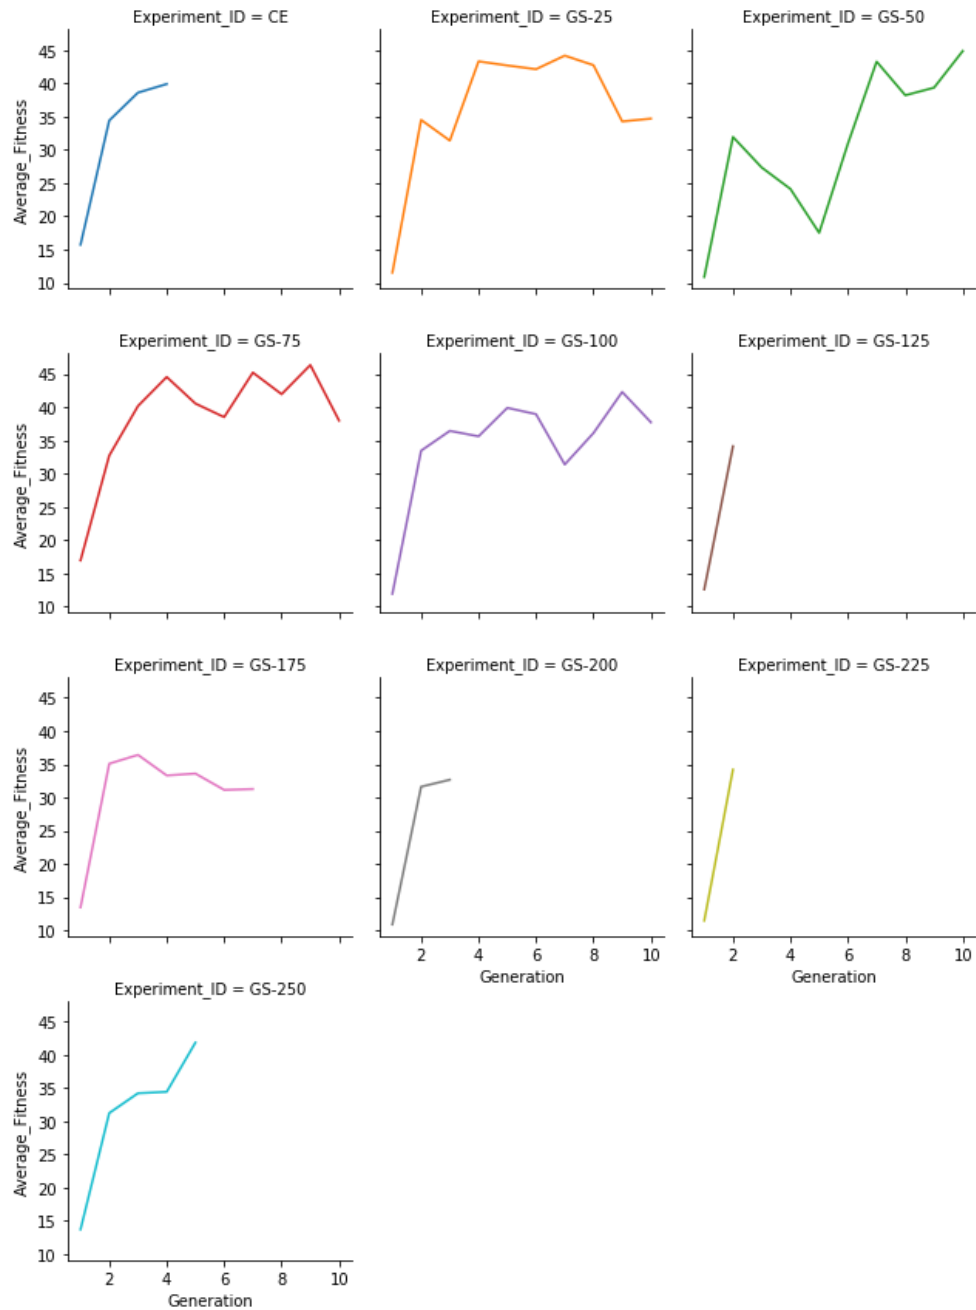 Experiment_ID = CE
Experiment_ID = GS-25
Experiment_ID = GS-50
45
40
35
30
25
20
15
10
Average_Fitness
Experiment_ID = GS-75
Experiment_ID = GS-100
Experiment_ID = GS-125
45
40
35
30
25
20
15
10
Average_Fitness
Experiment_ID = GS-175
Experiment_ID = GS-200
Experiment_ID = GS-225
45
40
35
30
25
20
15
10
Average_Fitness
2 4 6 8 10
Generation
2 4 6 8 10
Generation
Experiment_ID = GS-250
45
40
35
30
25
20
15
10
Average_Fitness
2 4 6 8 10
Generation